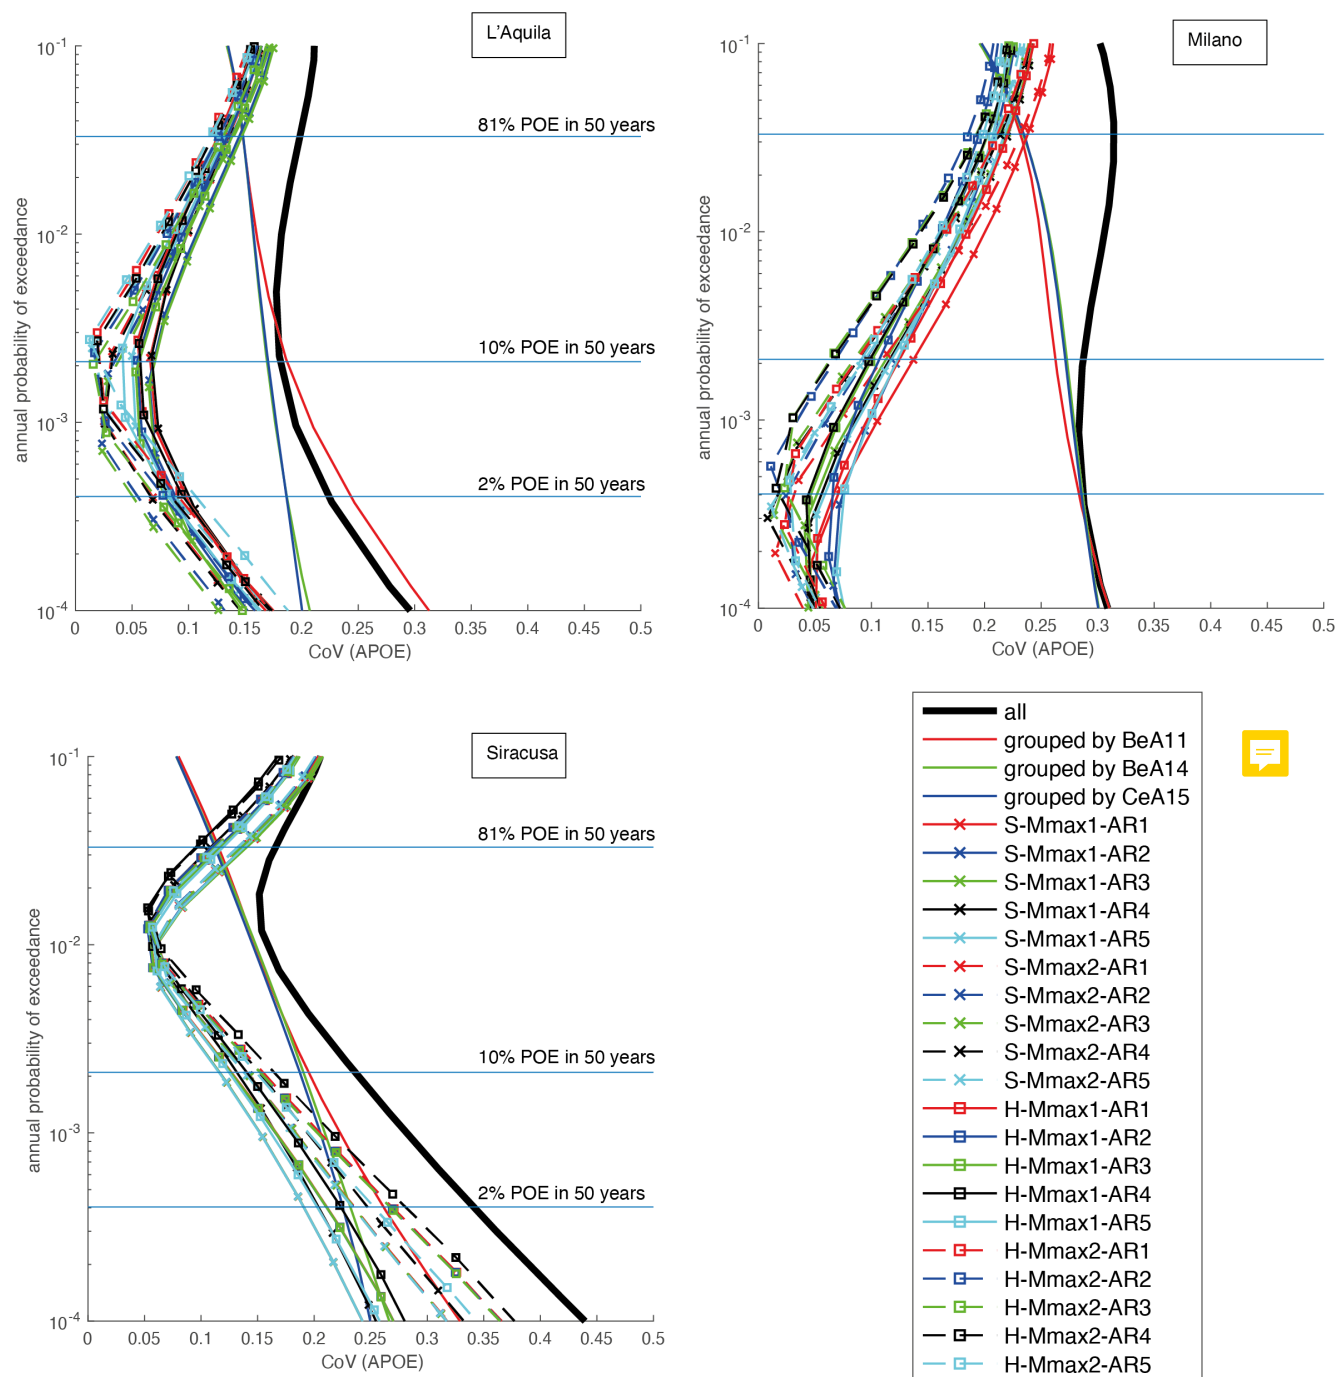 L'Aquila
annual probability of exceedance
10-1
10-2
10-3
10-4
81% POE in 50 years
10% POE in 50 years
2% POE in 50 years
0 0.05 0.1 0.15 0.2 0.25 0.3 0.35 0.4 0.45 0.5
CoV (APOE)
Milano
annual probability of exceedance
10-1
10-2
10-3
10-4
0 0.05 0.1 0.15 0.2 0.25 0.3 0.35 0.4 0.45 0.5
CoV (APOE)
Siracusa
annual probability of exceedance
10-1
10-2
10-3
10-4
81% POE in 50 years
10% POE in 50 years
2% POE in 50 years
0 0.05 0.1 0.15 0.2 0.25 0.3 0.35 0.4 0.45 0.5
CoV (APOE)
all
grouped by BeA11
grouped by BeA14
grouped by CeA15
S-Mmax1-AR1
S-Mmax1-AR2
S-Mmax1-AR3
S-Mmax1-AR4
S-Mmax1-AR5
S-Mmax2-AR1
S-Mmax2-AR2
S-Mmax2-AR3
S-Mmax2-AR4
S-Mmax2-AR5
H-Mmax1-AR1
H-Mmax1-AR2
H-Mmax1-AR3
H-Mmax1-AR4
H-Mmax1-AR5
H-Mmax2-AR1
H-Mmax2-AR2
H-Mmax2-AR3
H-Mmax2-AR4
H-Mmax2-AR5